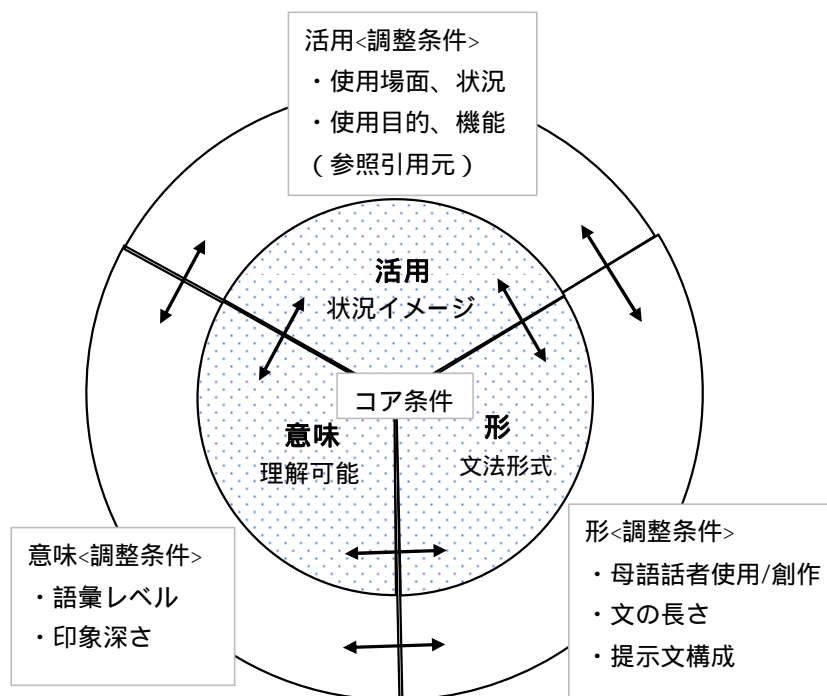 活用<調整条件>
・使用場面、状況
・使用目的、機能
（参照引用元）
活用
状況イメージ
コア条件
意味
理解可能
形
文法形式
意味<調整条件>
・語彙レベル
・印象深さ
形<調整条件>
・母語話者使用/創作
・文の長さ
・提示文構成